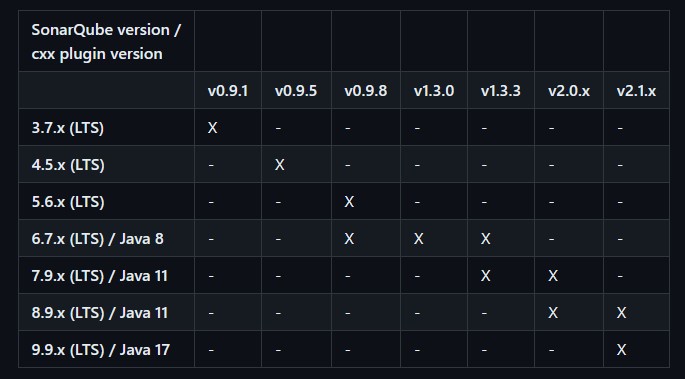 SonarQube version /
cxx plugin version
v0.9.1 v0.9.5 v0.9.8 v1.3.0 v1.3.3 v2.0.x v2.1.x
3.7.x (LTS) X - - - - - -
4.5.x (LTS) - X - - - - -
5.6.x (LTS) - - X - - - -
6.7.x (LTS) / Java 8 - - X X X - -
7.9.x (LTS) / Java 11 - - - - X X -
8.9.x (LTS) / Java 11 - - - - - X X
9.9.x (LTS) / Java 17 - - - - - - X